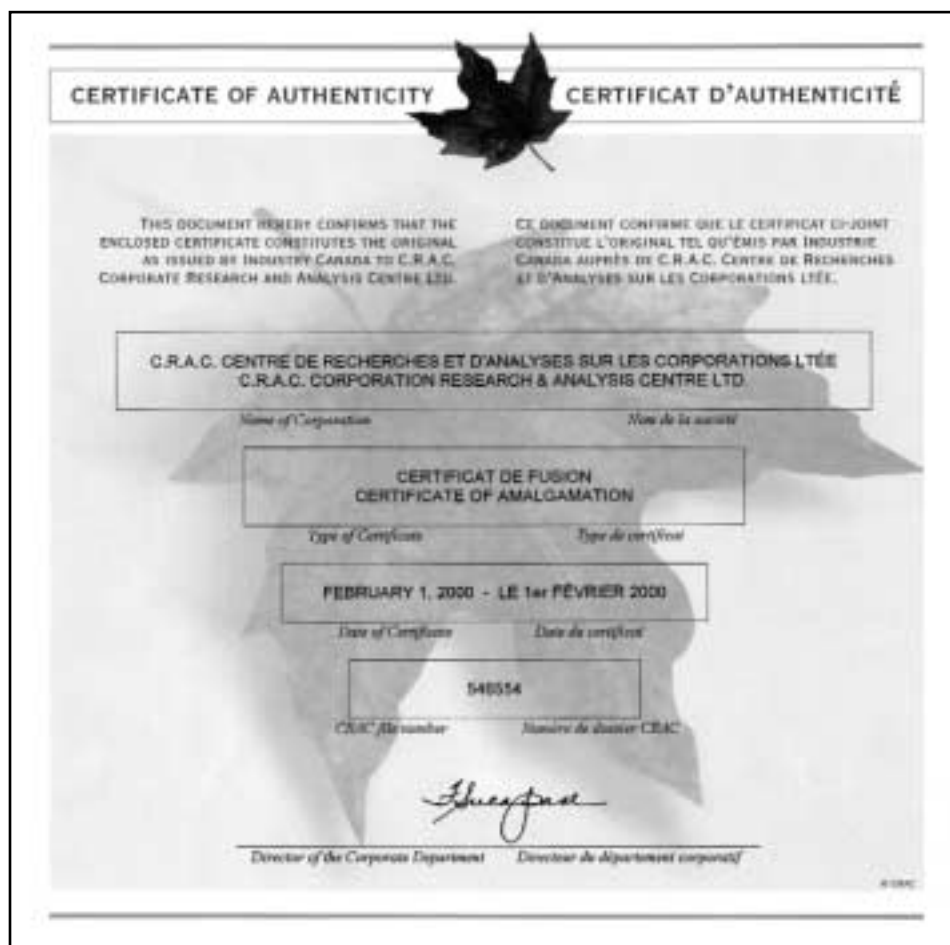 CERTIFICATE OF AUTHENTICITY
CERTIFICAT D'AUTHENTICITÉ
THIS DOCUMENT HEREBY CONFIRMS THAT THE
ENCLOSED CERTIFICATE CONSTITUTES THE ORIGINAL
AS ISSUED BY INDUSTRY CANADA TO C.R.A.C.
CORPORATE RESEARCH AND ANALYSIS CENTRE LTD.
CE DOCUMENT CONFIRME QUE LE CERTIFICAT CI-JOINT
CONSTITUE L'ORIGINAL TEL QU'ÉMIS PAR INDUSTRIE
CANADA AUPRÈS DE C.R.A.C. CENTRE DE RECHERCHES
ET D'ANALYSES SUR LES CORPORATIONS LTÉE.
C.R.A.C. CENTRE DE RECHERCHES ET D'ANALYSES SUR LES CORPORATIONS LTÉE
C.R.A.C. CORPORATION RESEARCH & ANALYSIS CENTRE LTD.
Name of Corporation Nom de la société
CERTIFICAT DE FUSION
CERTIFICATE OF AMALGAMATION
Type of Certificate Type de certificat
FEBRUARY 1, 2000 - LE 1er FÉVRIER 2000
Date of Certificate Date du certificat
CRAC file number Numéro de dossier CRAC
Director of the Corporate Department Directeur du département corporatif